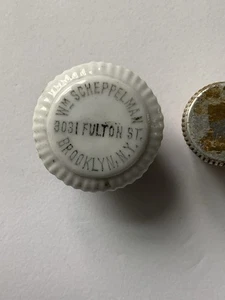 WM SCHEPPELMAN
3031 FULTON ST.
BROOKLYN, N.Y.